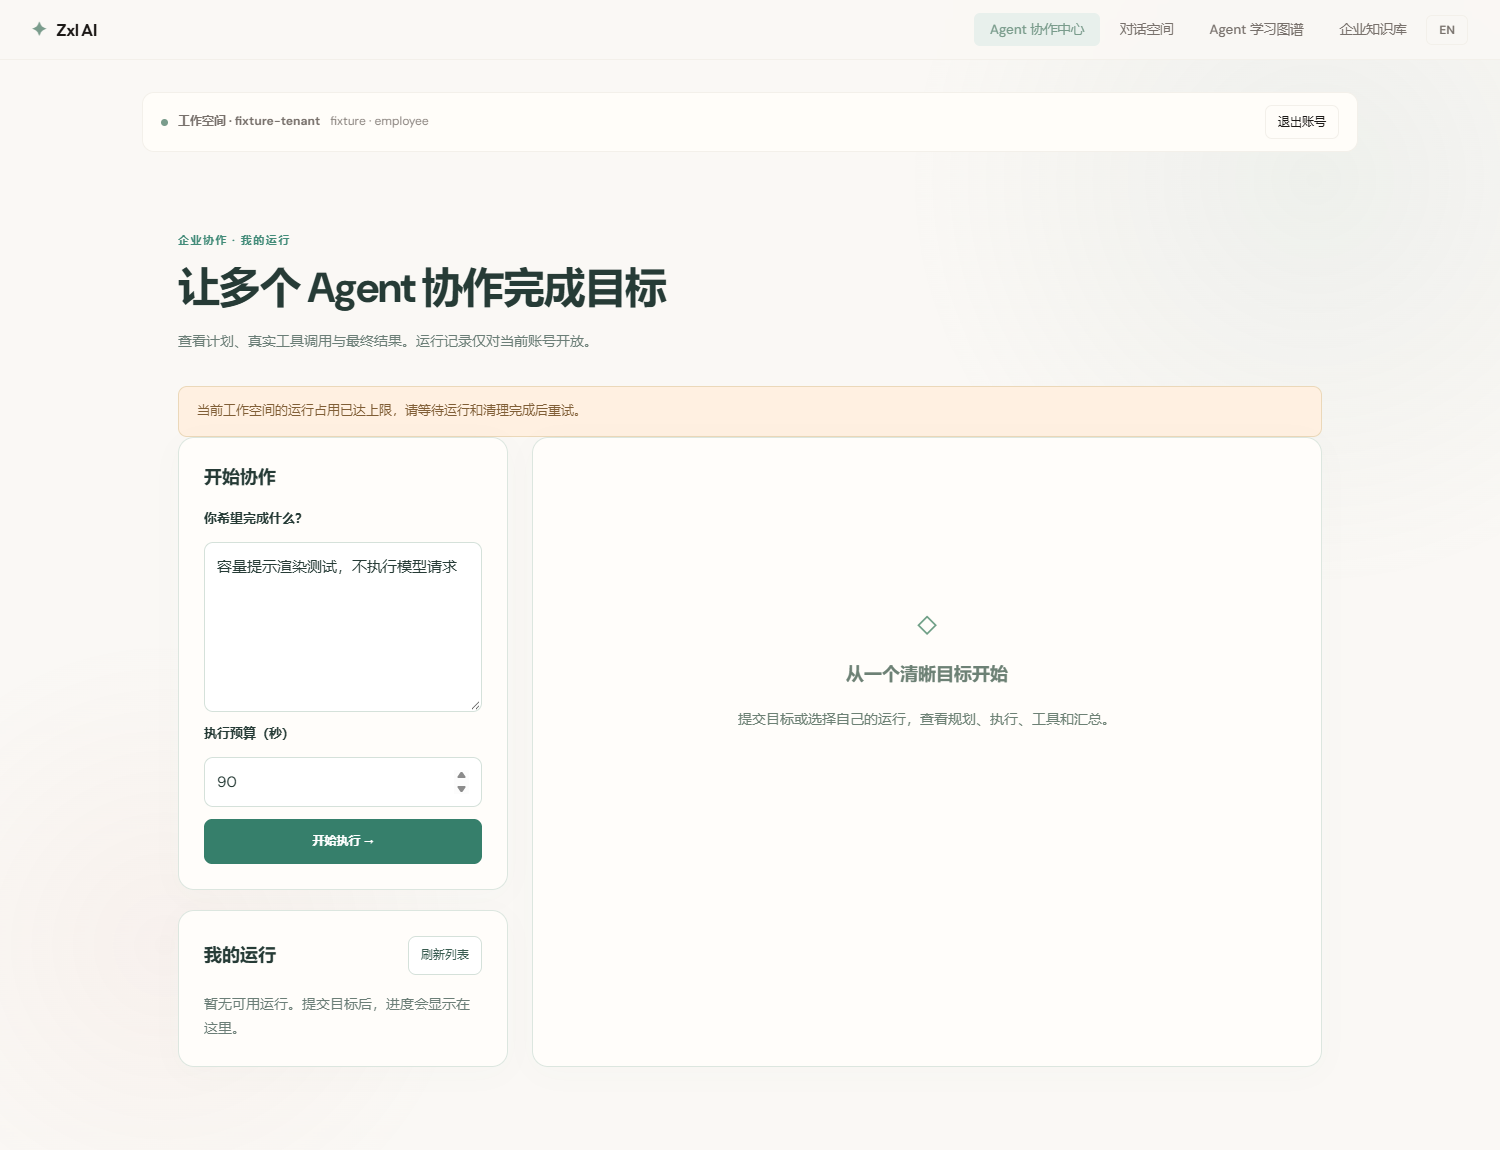 Zxl AI
Agent 协作中心
对话空间
Agent 学习图谱
企业知识库
EN
工作空间 · fixture-tenant fixture · employee
退出账号
企业协作 · 我的运行
让多个 Agent 协作完成目标
查看计划、真实工具调用与最终结果。运行记录仅对当前账号开放。
当前工作空间的运行占用已达上限，请等待运行和清理完成后重试。
开始协作
你希望完成什么？
容量提示渲染测试，不执行模型请求
执行预算（秒）
90
开始执行 →
我的运行
刷新列表
暂无可用运行。提交目标后，进度会显示在
这里。
从一个清晰目标开始
提交目标或选择自己的运行，查看规划、执行、工具和汇总。